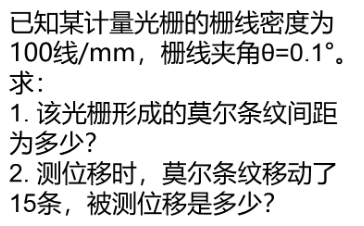 已知某计量光栅的栅线密度为
100线/mm，栅线夹角θ=0.1°。
求：
1. 该光栅形成的莫尔条纹间距
为多少？
2. 测位移时，莫尔条纹移动了
15条，被测位移是多少？